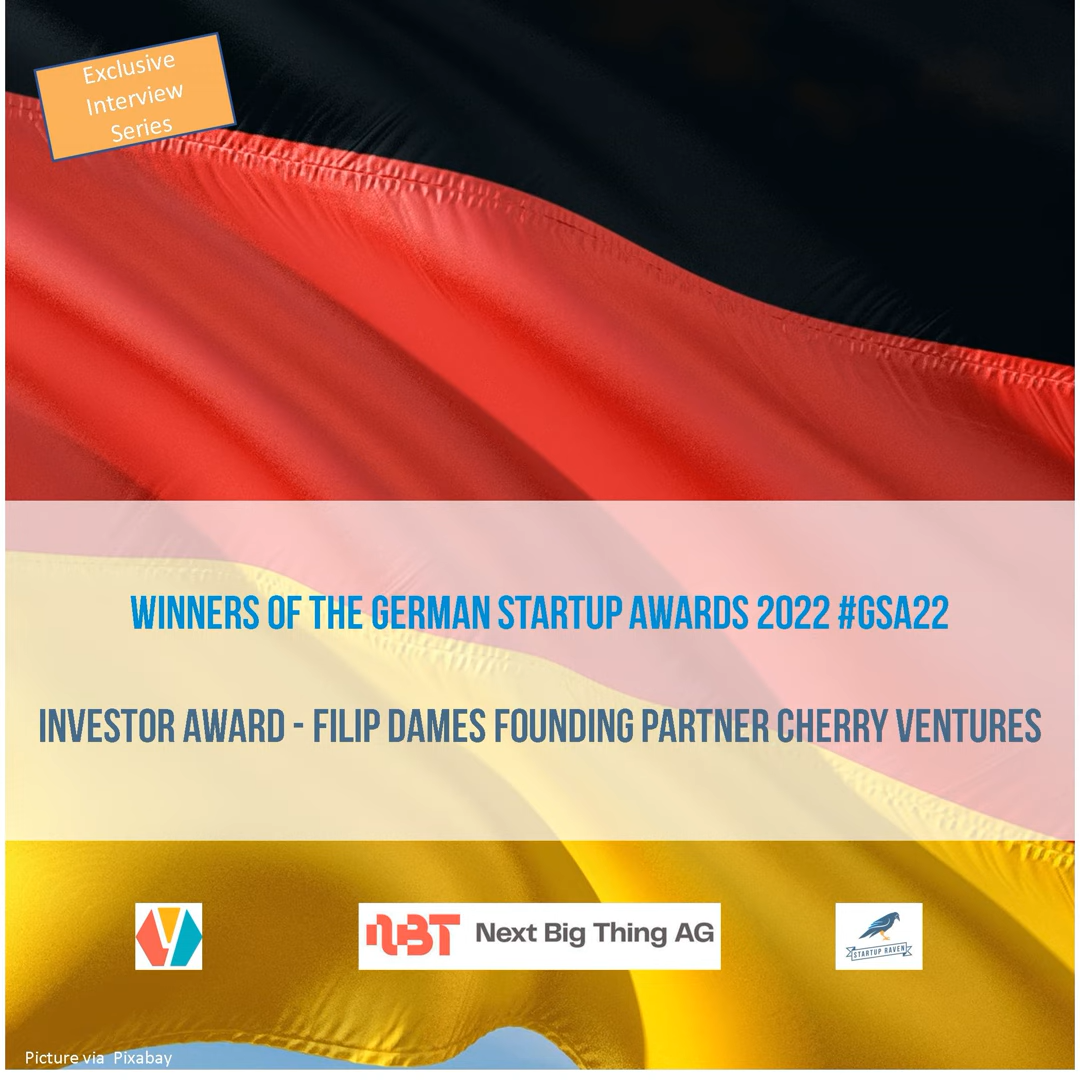 Exclusive
Interview
Series
WINNERS OF THE GERMAN STARTUP AWARDS 2022 #GSA22
INVESTOR AWARD - FILIP DAMES FOUNDING PARTNER CHERRY VENTURES
NBT Next Big Thing AG
STARTUP RAVEN
Picture via Pixabay